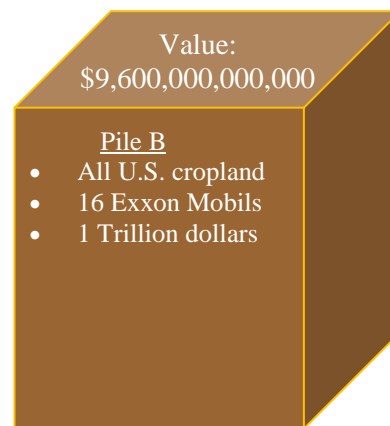 Value:
$9,600,000,000,000
Pile B
• All U.S. cropland
• 16 Exxon Mobils
• 1 Trillion dollars